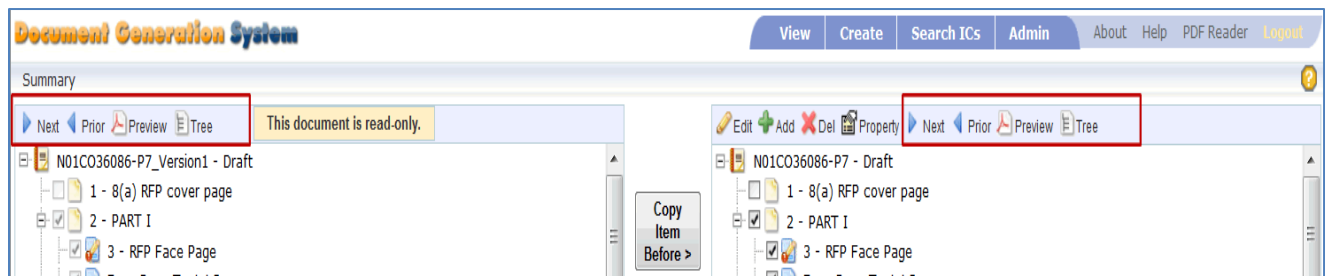 Document Generation System
View Create Search ICs Admin About Help PDF Reader Logout
Summary
Next Prior Preview Tree This document is read-only.
N01CO36086-P7_Version1 - Draft
1 - 8(a) RFP cover page
2 - PART I
3 - RFP Face Page
Copy
Item
Before >
Edit Add Del Property Next Prior Preview Tree
N01CO36086-P7 - Draft
1 - 8(a) RFP cover page
2 - PART I
3 - RFP Face Page